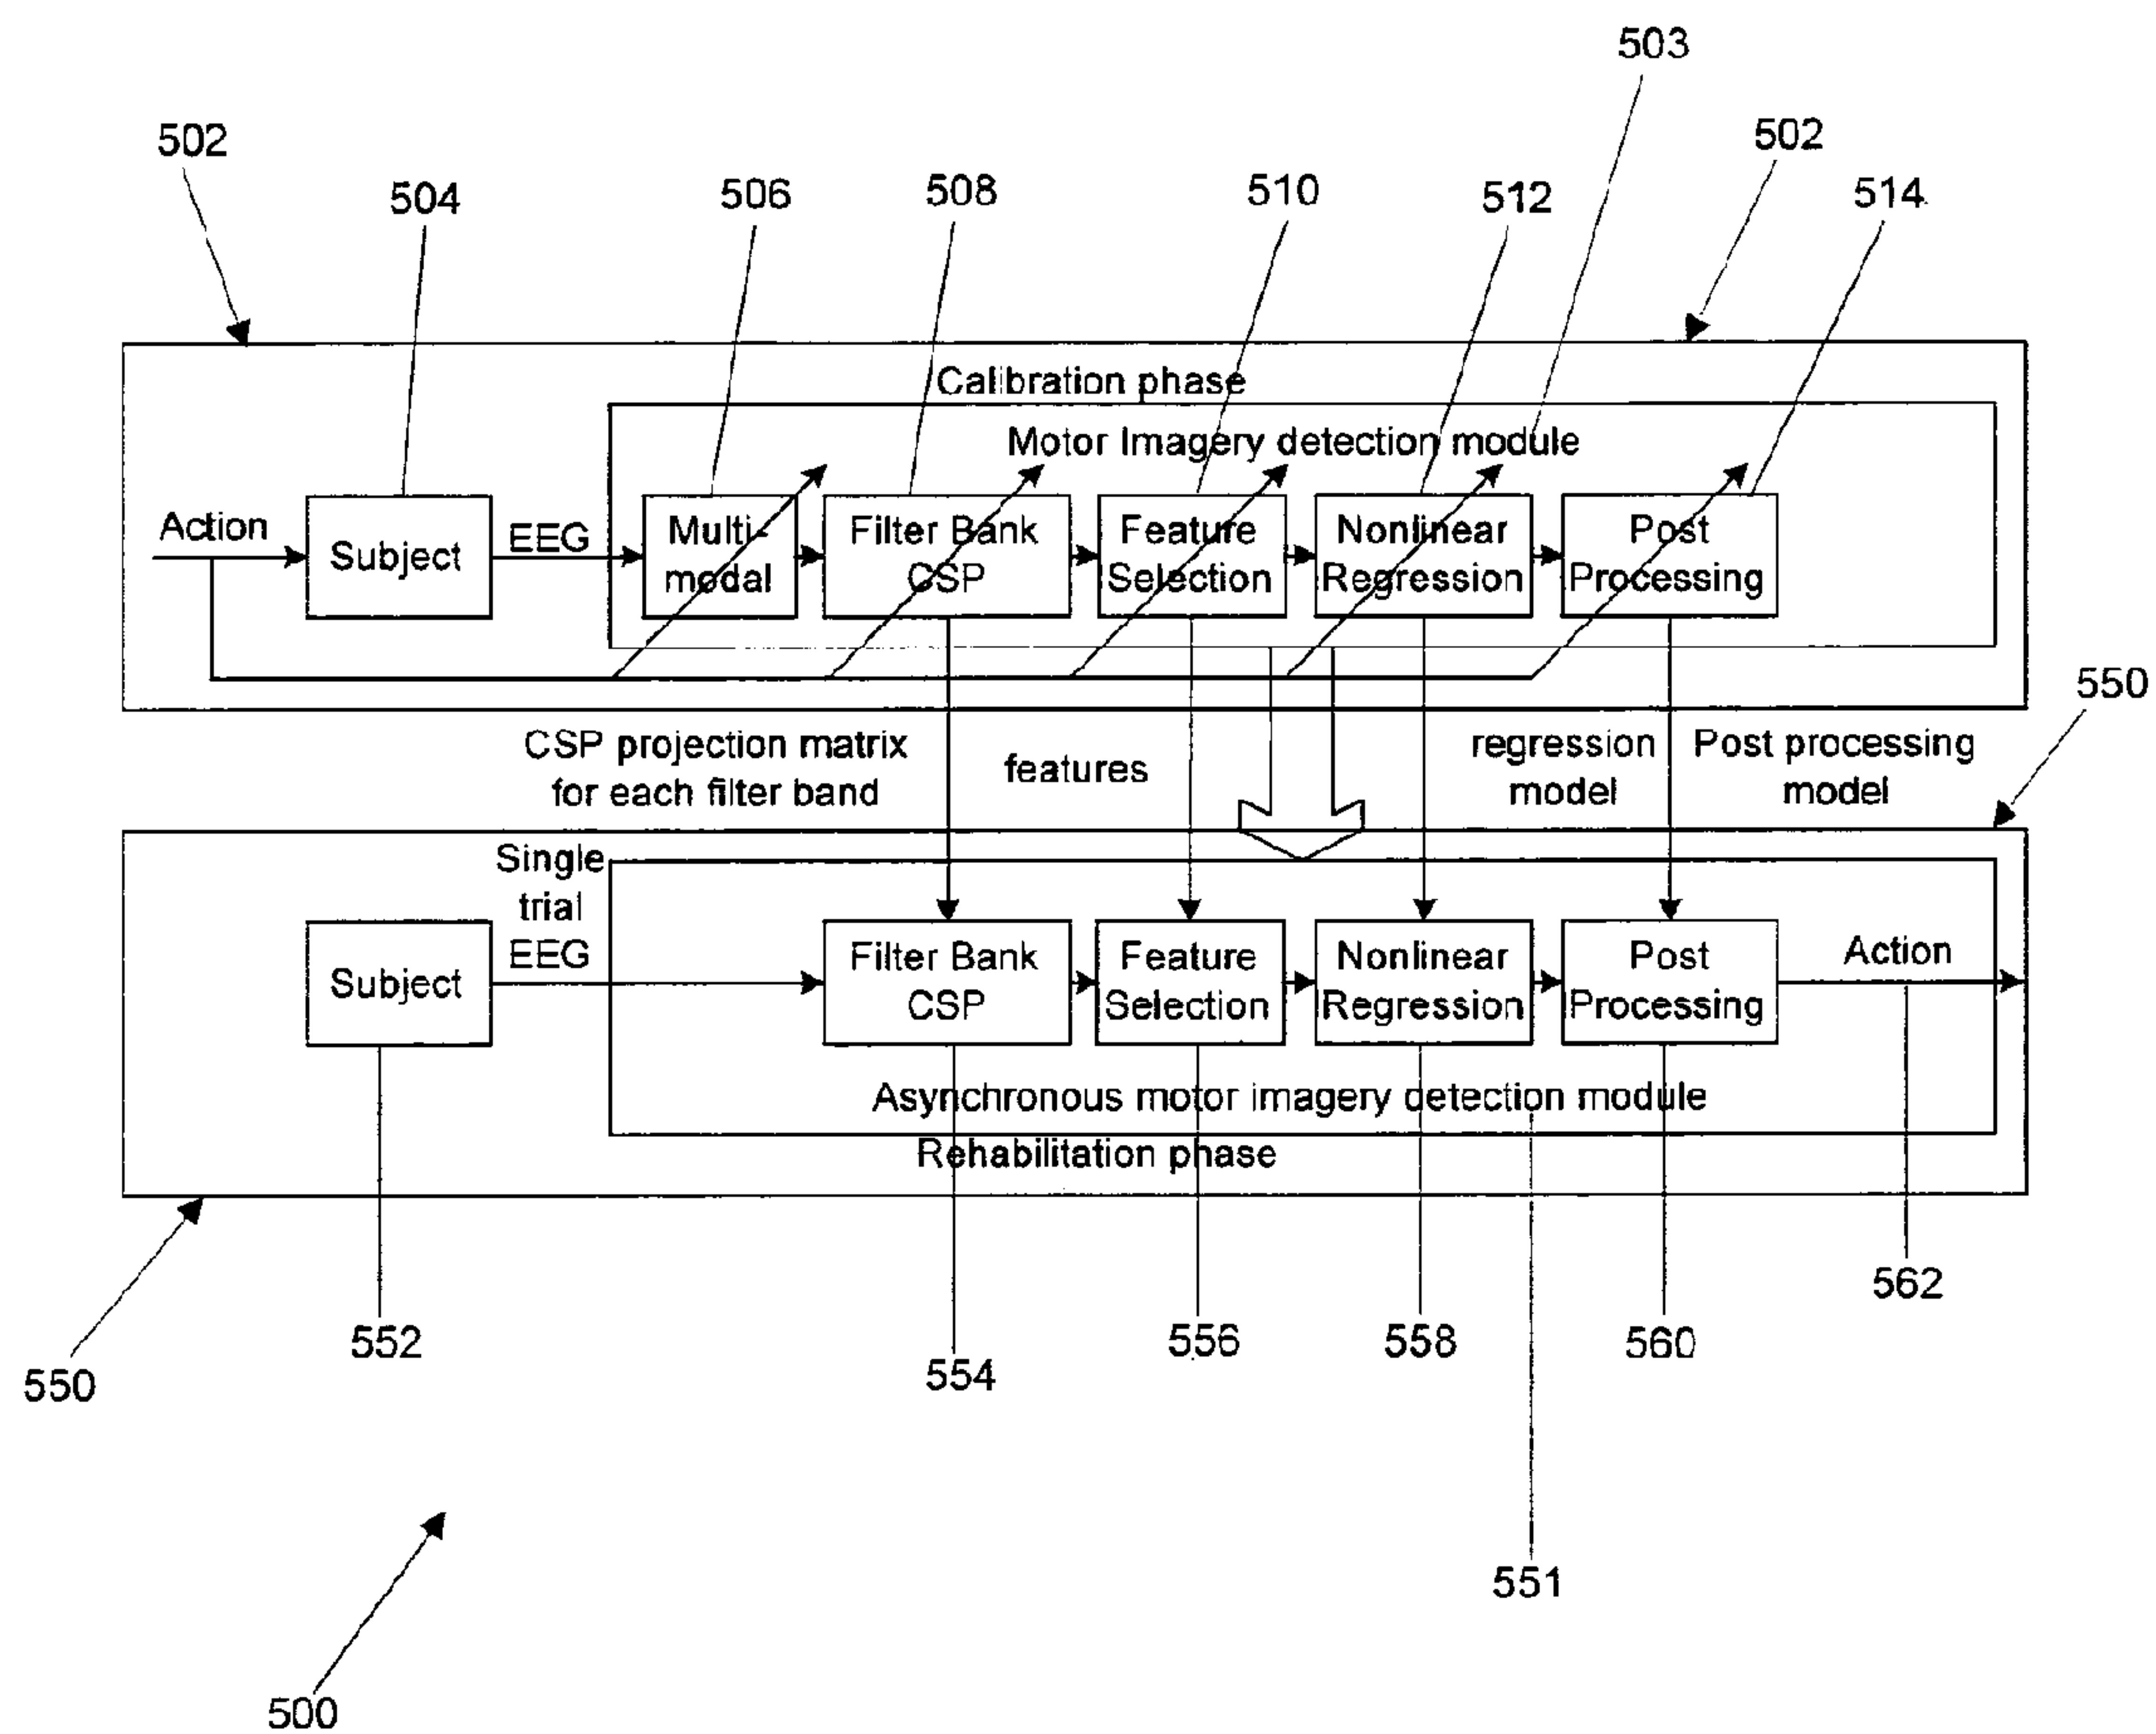 503
502
502
504
506
508
510
512
514
Calibration phase
Motor Imagery detection module
Action
Subject
EEG
Multi-
modal
Filter Bank
CSP
Feature
Selection
Nonlinear
Regression
Post
Processing
550
CSP projection matrix
for each filter band
features
regression
model
Post processing
model
Single
trial
EEG
Subject
Filter Bank
CSP
Feature
Selection
Nonlinear
Regression
Post
Processing
Action
Asynchronous motor imagery detection module
Rehabilitation phase
562
552
554
556
558
560
550
551
500